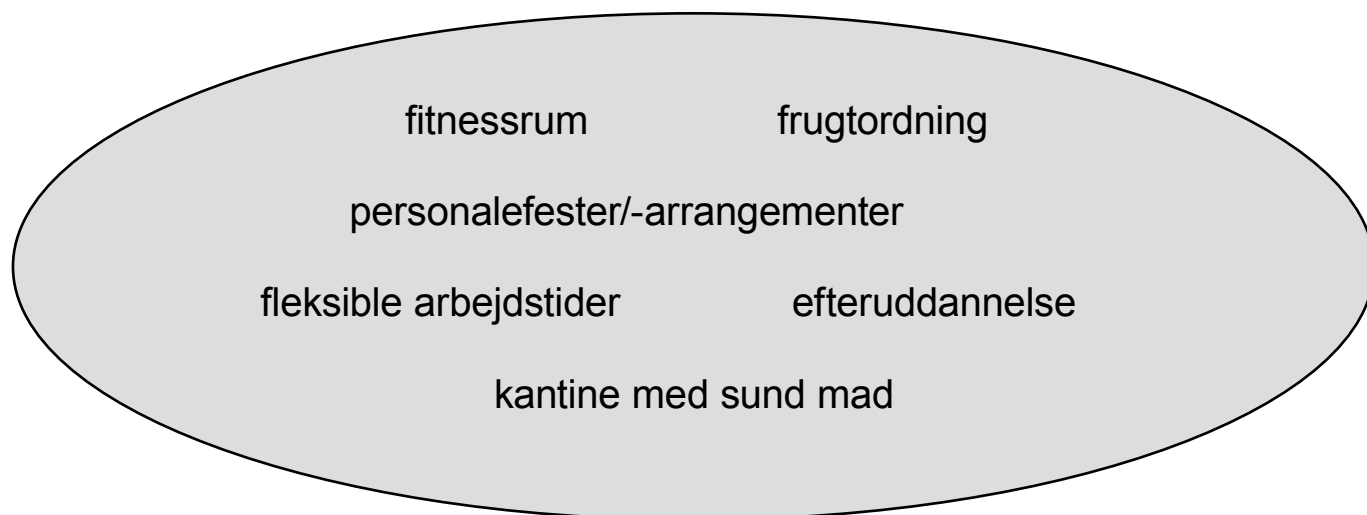 fitnessrum frugtordning
personalefester/-arrangementer
fleksible arbejdstider efteruddannelse
kantine med sund mad